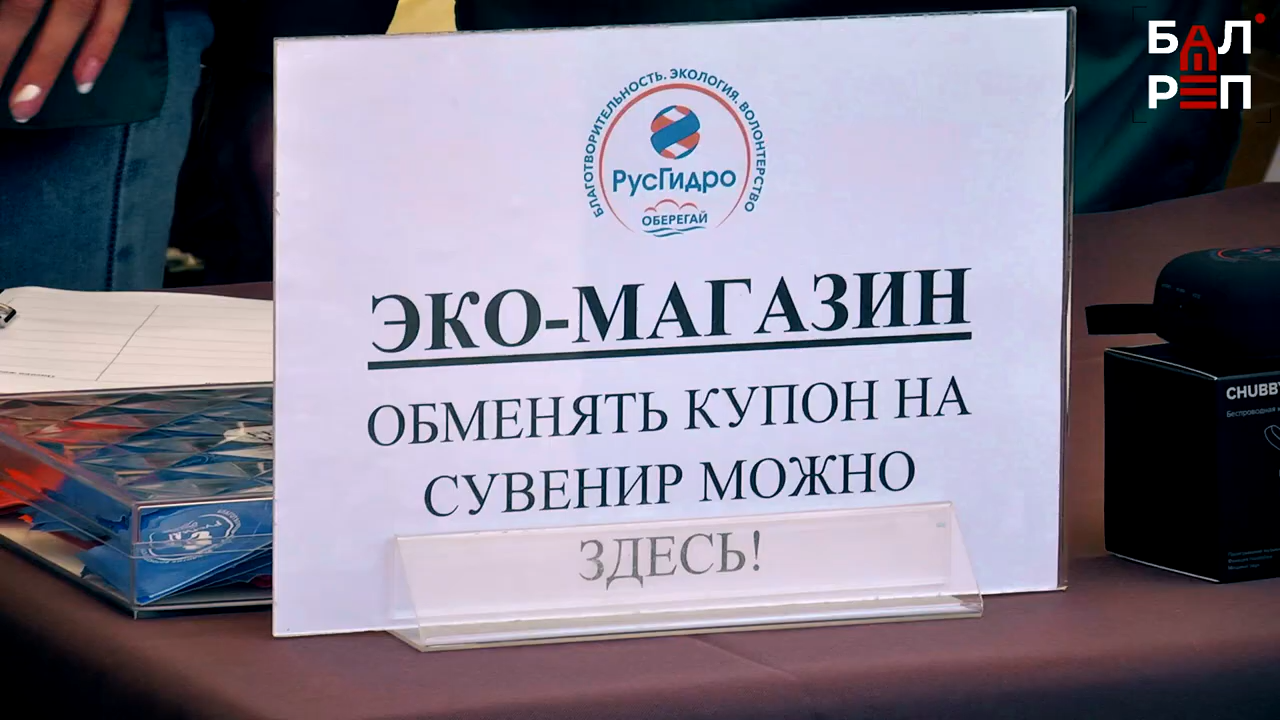 БАЛ
РЕП
БЛАГОТВОРИТЕЛЬНОСТЬ. ЭКОЛОГИЯ. ВОЛОНТЕРСТВО
РусГидро
ОБЕРЕГАЙ
ЭКО-МАГАЗИН
ОБМЕНЯТЬ КУПОН НА
СУВЕНИР МОЖНО
ЗДЕСЬ!
CHUBBY
Беспроводная